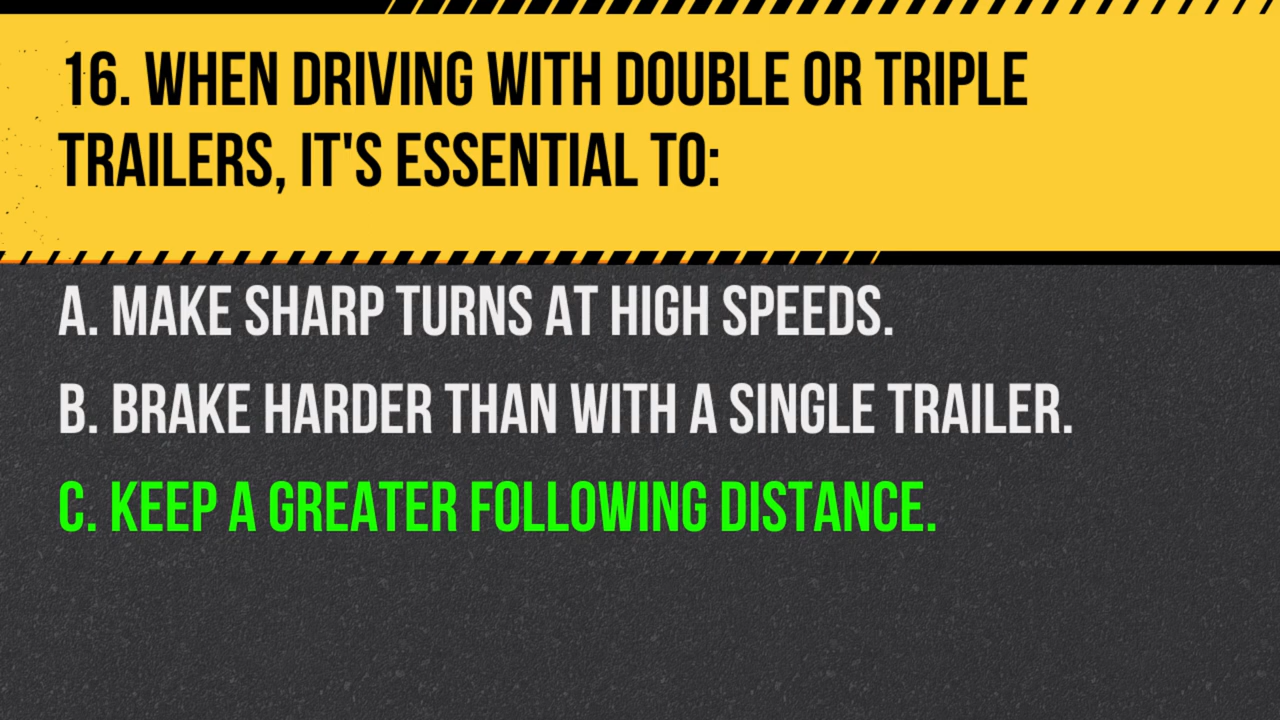 16. WHEN DRIVING WITH DOUBLE OR TRIPLE
TRAILERS, IT'S ESSENTIAL TO:
A. MAKE SHARP TURNS AT HIGH SPEEDS.
B. BRAKE HARDER THAN WITH A SINGLE TRAILER.
C. KEEP A GREATER FOLLOWING DISTANCE.